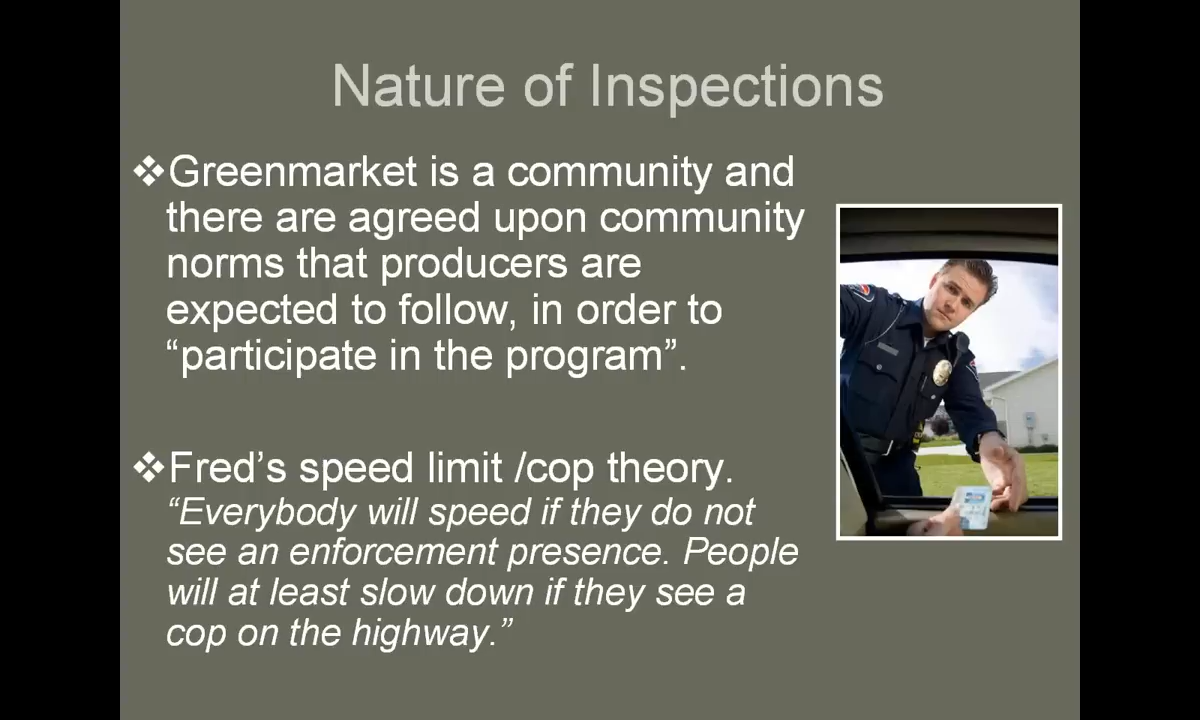 Nature of Inspections
❖Greenmarket is a community and
there are agreed upon community
norms that producers are
expected to follow, in order to
“participate in the program”.
❖Fred’s speed limit /cop theory.
“Everybody will speed if they do not
see an enforcement presence. People
will at least slow down if they see a
cop on the highway.”